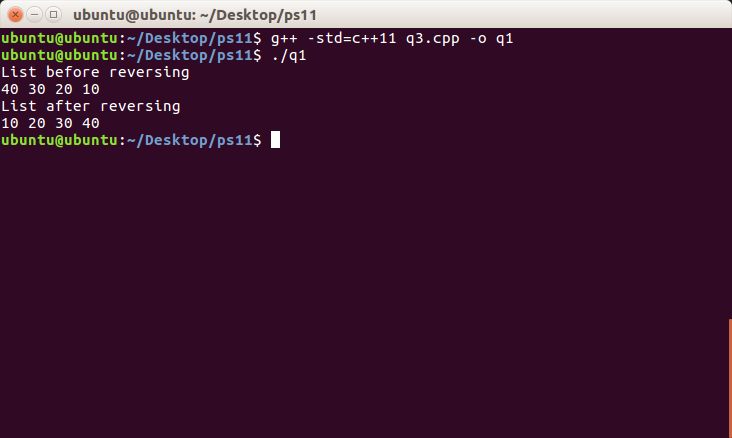 ubuntu@ubuntu: ~/Desktop/ps11
ubuntu@ubuntu:~/Desktop/ps11$ g++ -std=c++11 q3.cpp -o q1
ubuntu@ubuntu:~/Desktop/ps11$ ./q1
List before reversing
40 30 20 10
List after reversing
10 20 30 40
ubuntu@ubuntu:~/Desktop/ps11$